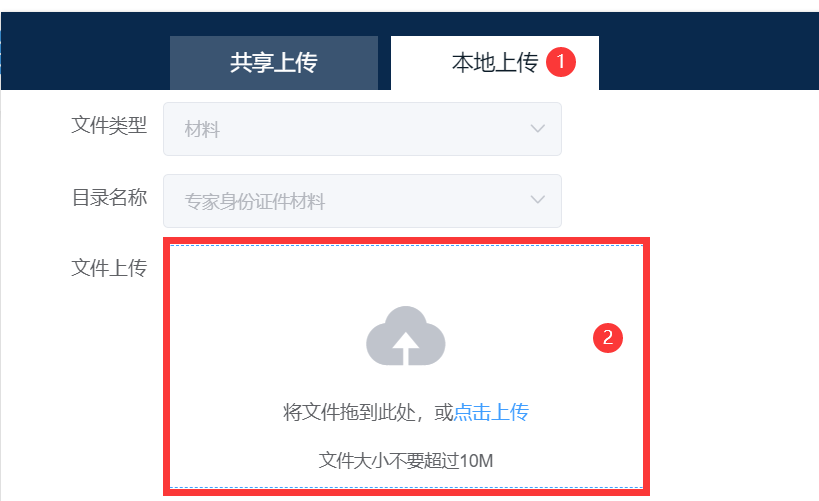 共享上传
本地上传 1
文件类型 材料
目录名称 专家身份证件材料
文件上传
2
将文件拖到此处，或点击上传
文件大小不要超过10M